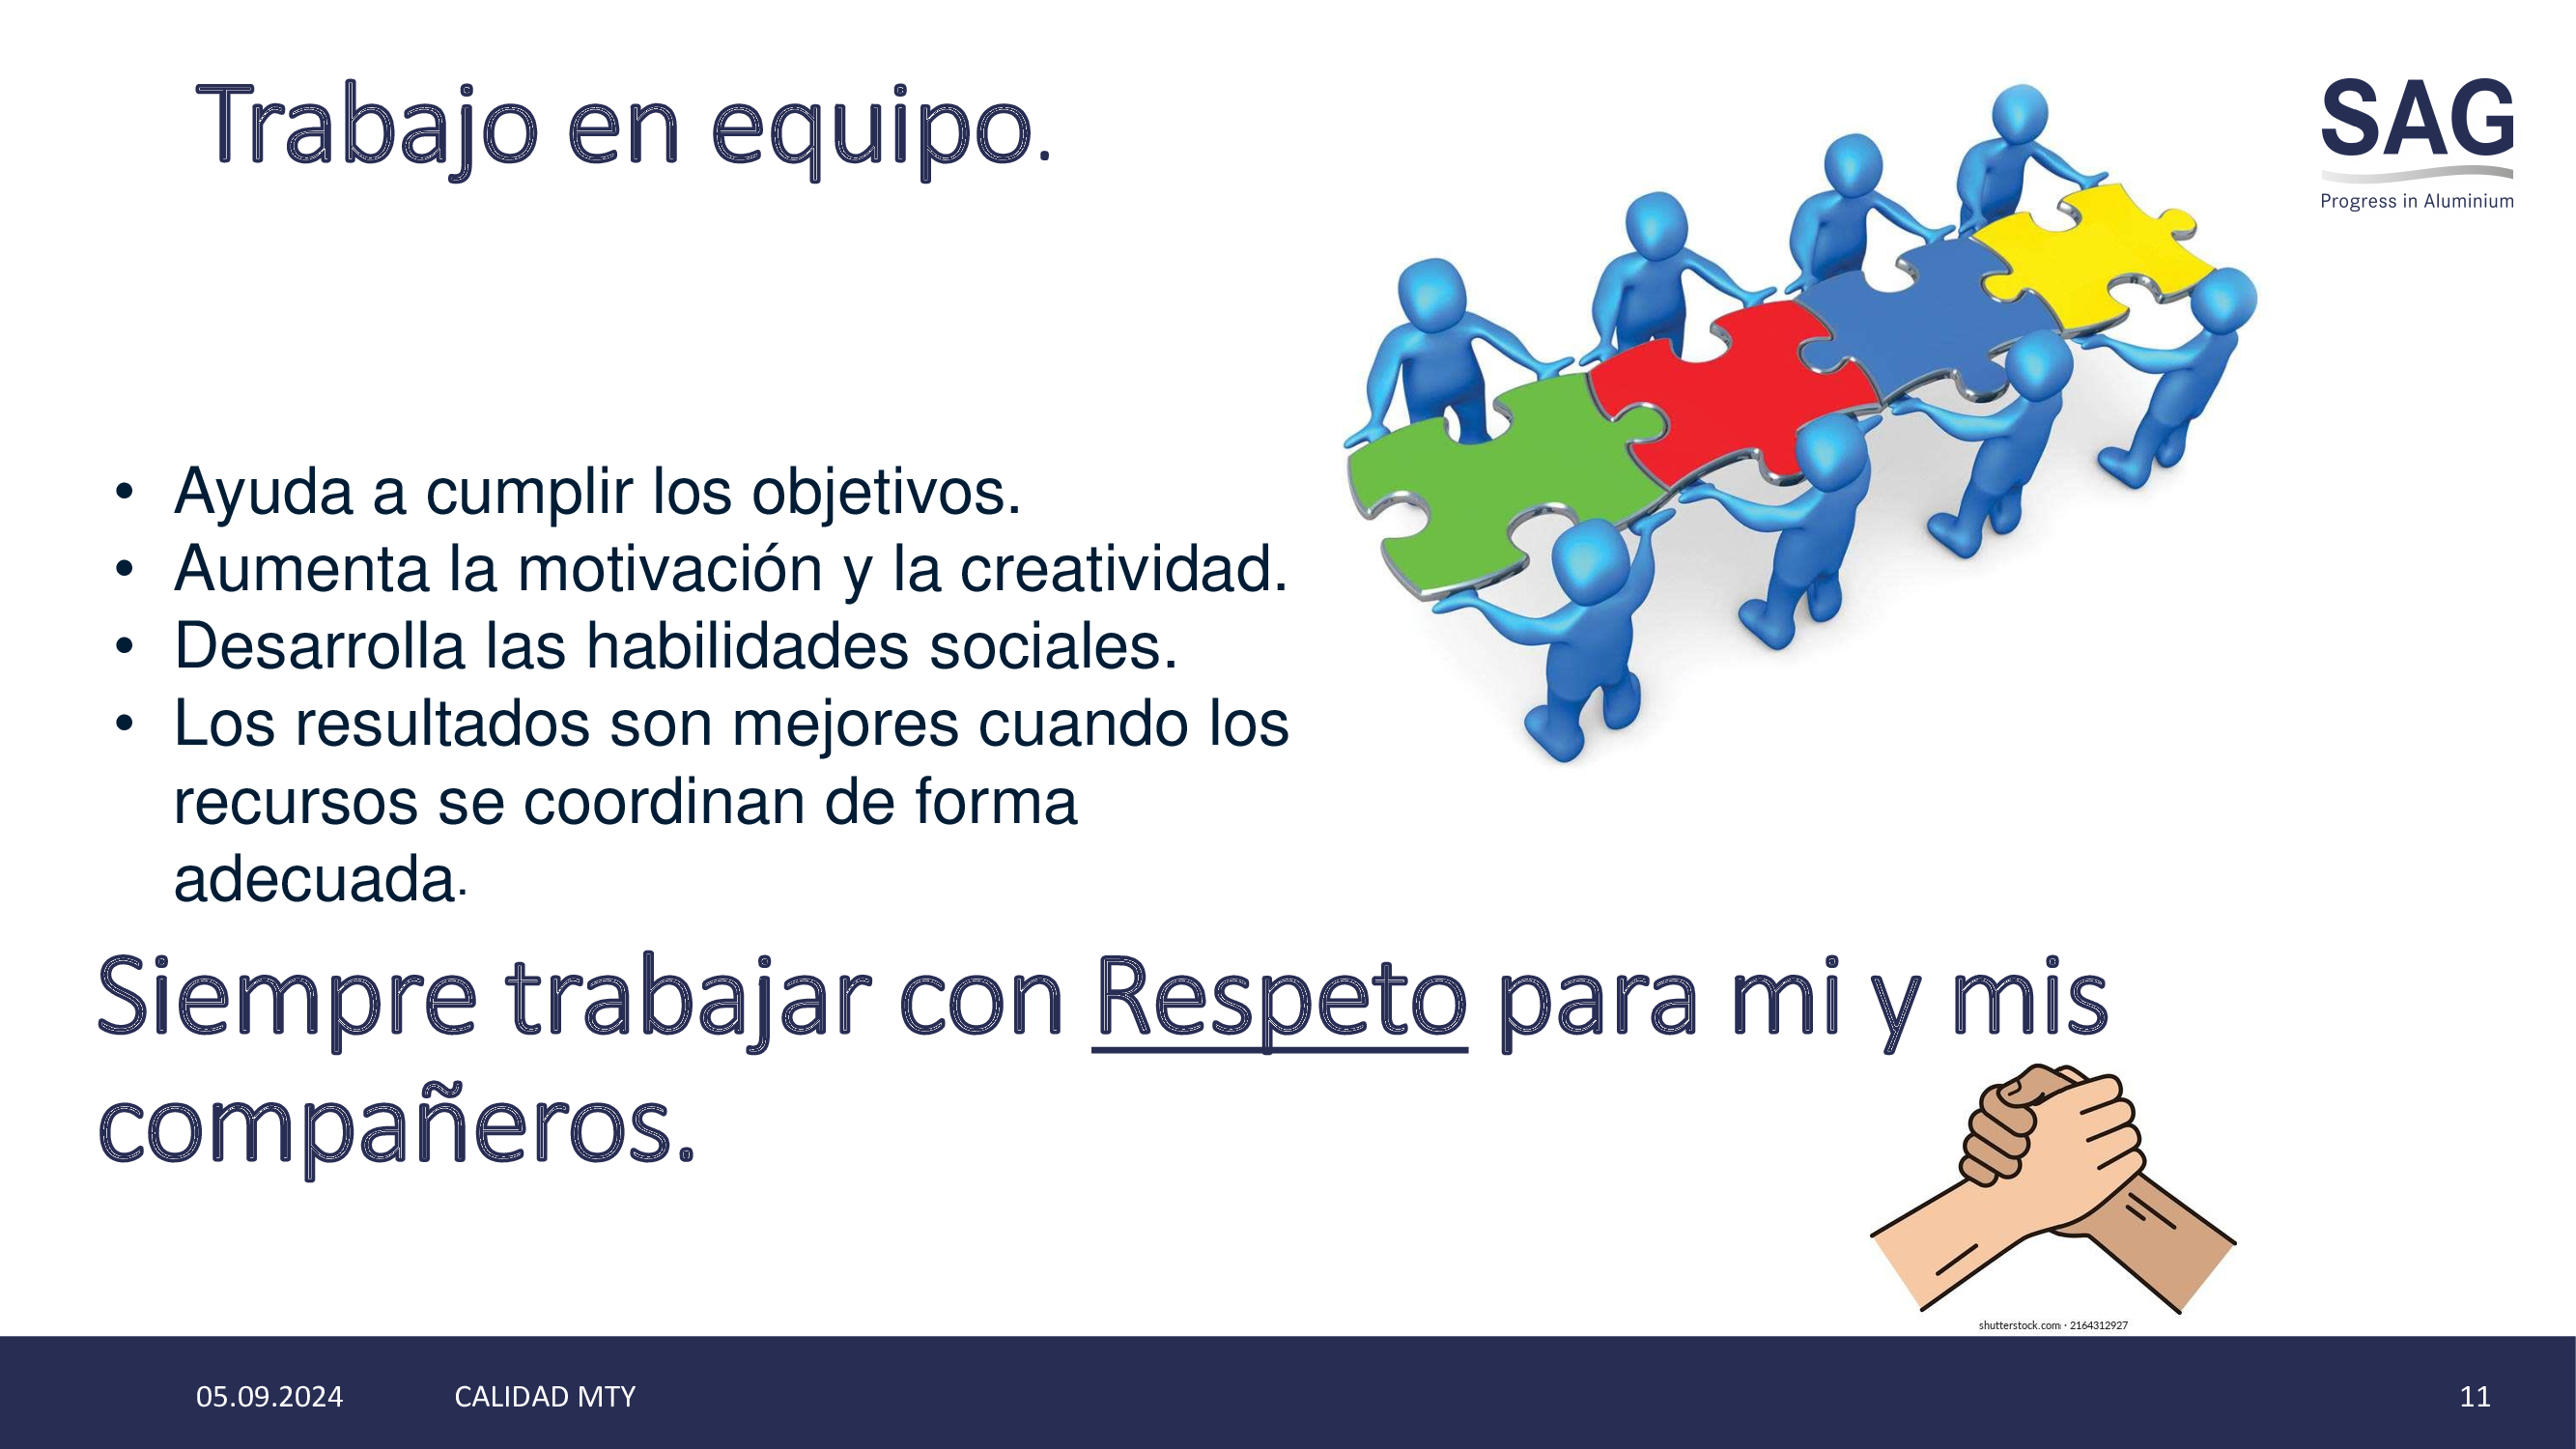 Trabajo en equipo.
SAG
Progress in Aluminium
• Ayuda a cumplir los objetivos.
• Aumenta la motivación y la creatividad.
• Desarrolla las habilidades sociales.
• Los resultados son mejores cuando los
recursos se coordinan de forma
adecuada.
Siempre trabajar con Respeto para mi y mis
compañeros.
shutterstock.com · 2164312927
05.09.2024 CALIDAD MTY 11